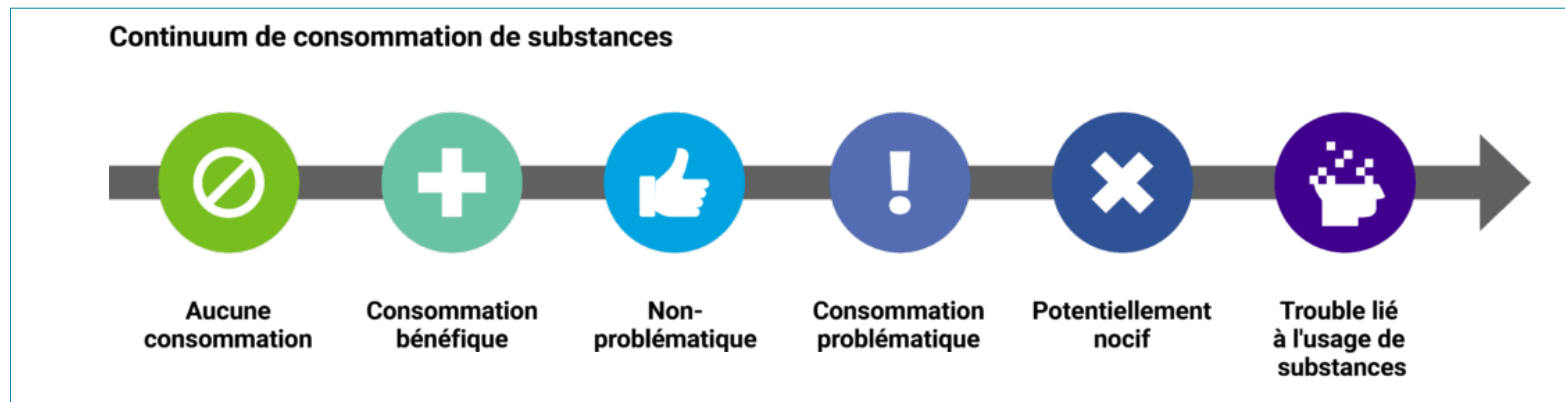 Continuum de consommation de substances
Aucune
consommation
Consommation
bénéfique
Non-
problématique
Consommation
problématique
Potentiellement
nocif
Trouble lié
à l'usage de
substances